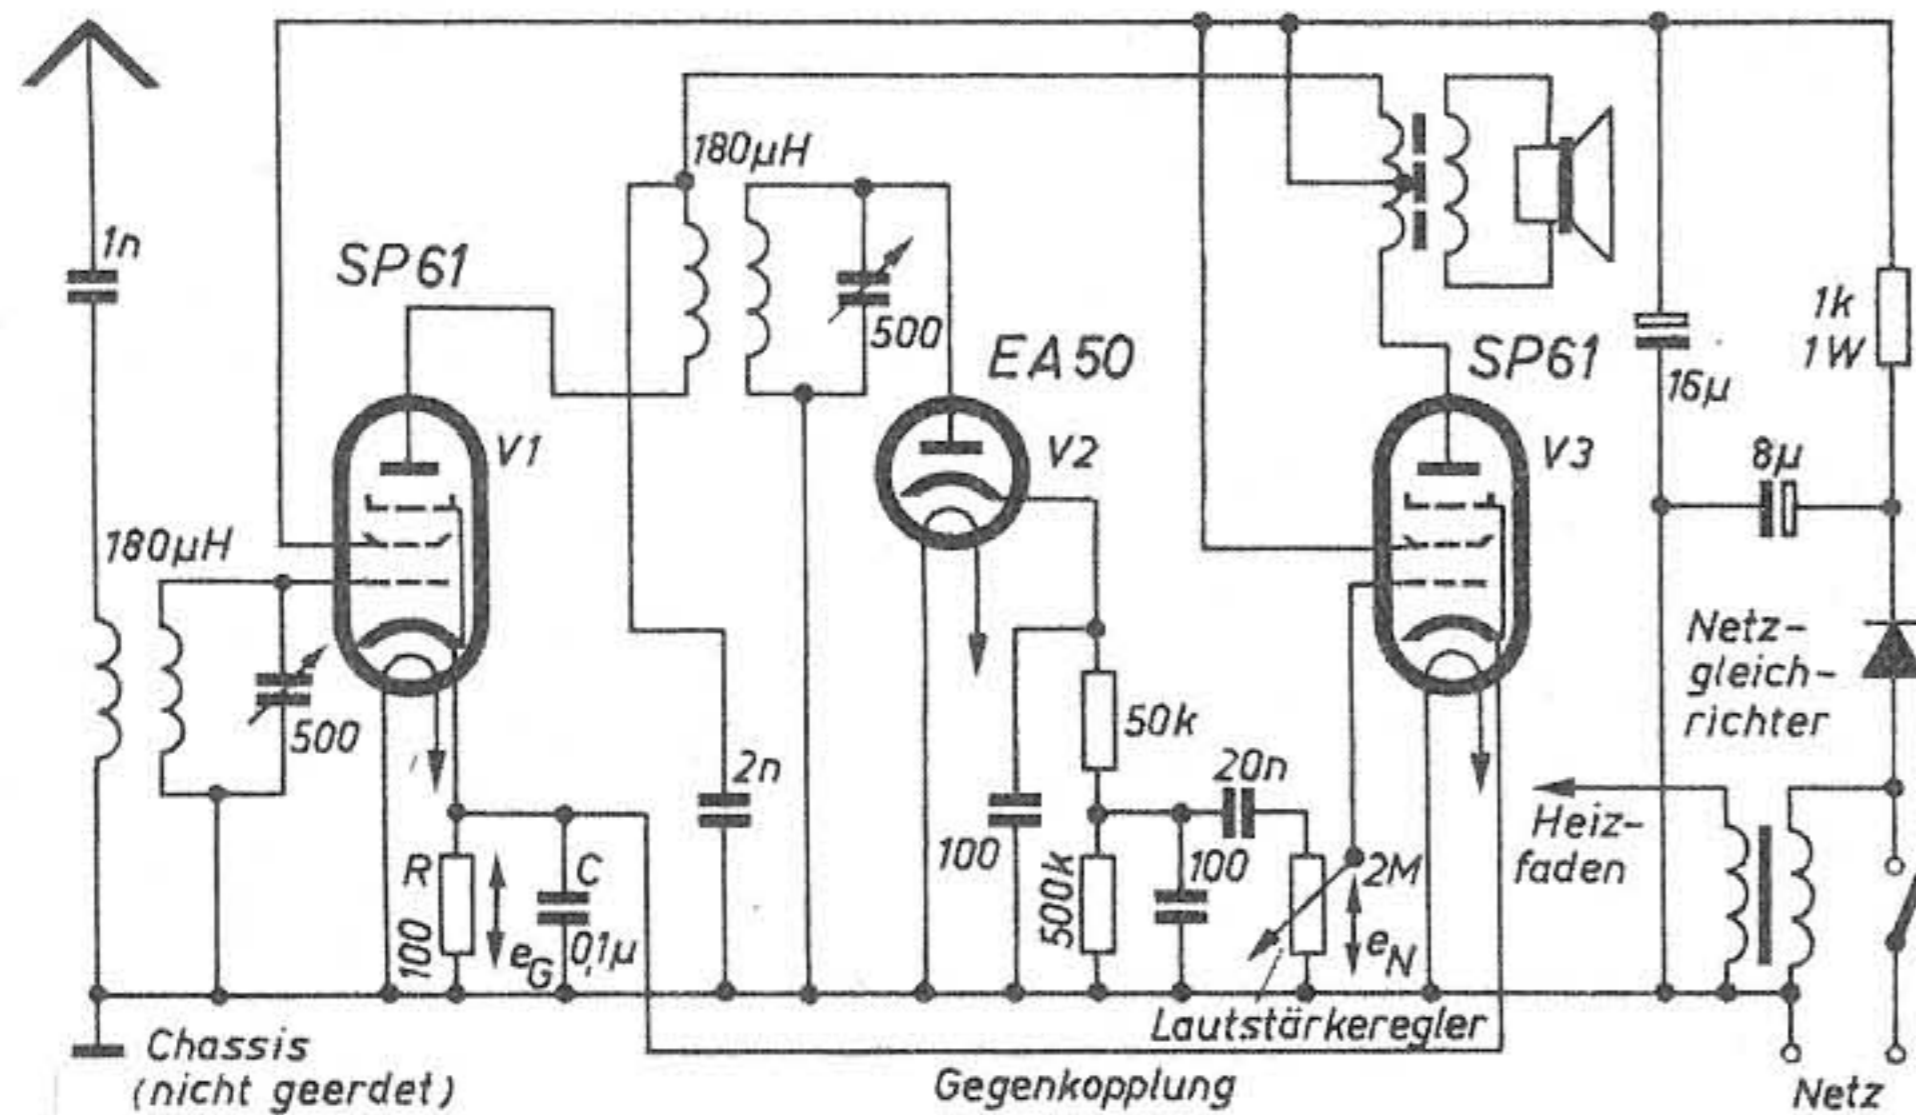 180µH
1n
SP61
500
EA50
SP61
1k
1W
16µ
V1
V2
V3
8µ
180µH
Netz-
gleich-
richter
500
2n
50k
20n
Heiz-
faden
R
100
e_G
C
0,1µ
100
500k
100
2M
e_N
Lautstärkeregler
Chassis
(nicht geerdet)
Gegenkopplung
Netz